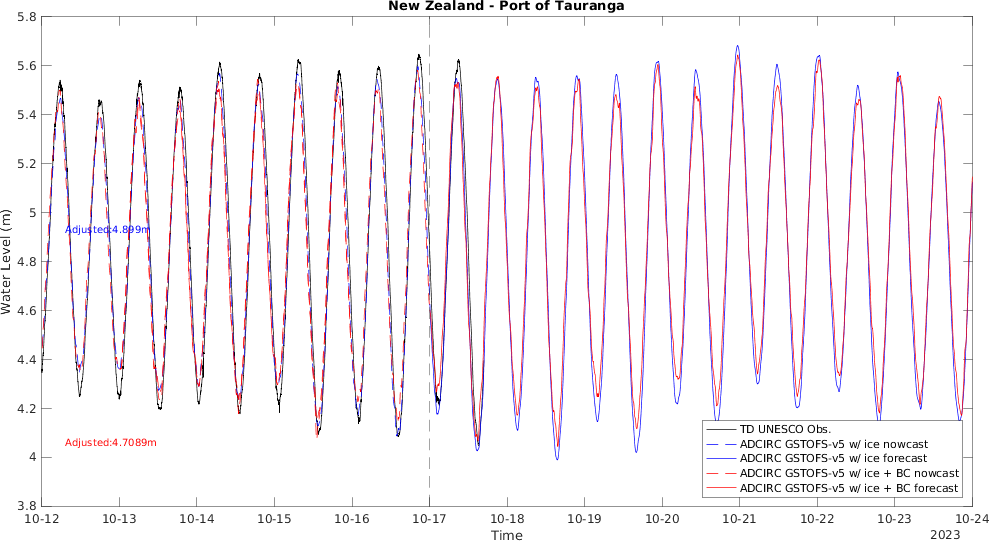 New Zealand - Port of Tauranga
Water Level (m)
5.8
5.6
5.4
5.2
5
4.8
4.6
4.4
4.2
4
3.8
Adjusted:4.899m
Adjusted:4.7089m
TD UNESCO Obs.
ADCIRC GSTOFS-v5 w/ ice nowcast
ADCIRC GSTOFS-v5 w/ ice forecast
ADCIRC GSTOFS-v5 w/ ice + BC nowcast
ADCIRC GSTOFS-v5 w/ ice + BC forecast
10-12 10-13 10-14 10-15 10-16 10-17 10-18 10-19 10-20 10-21 10-22 10-23 10-24
Time
2023